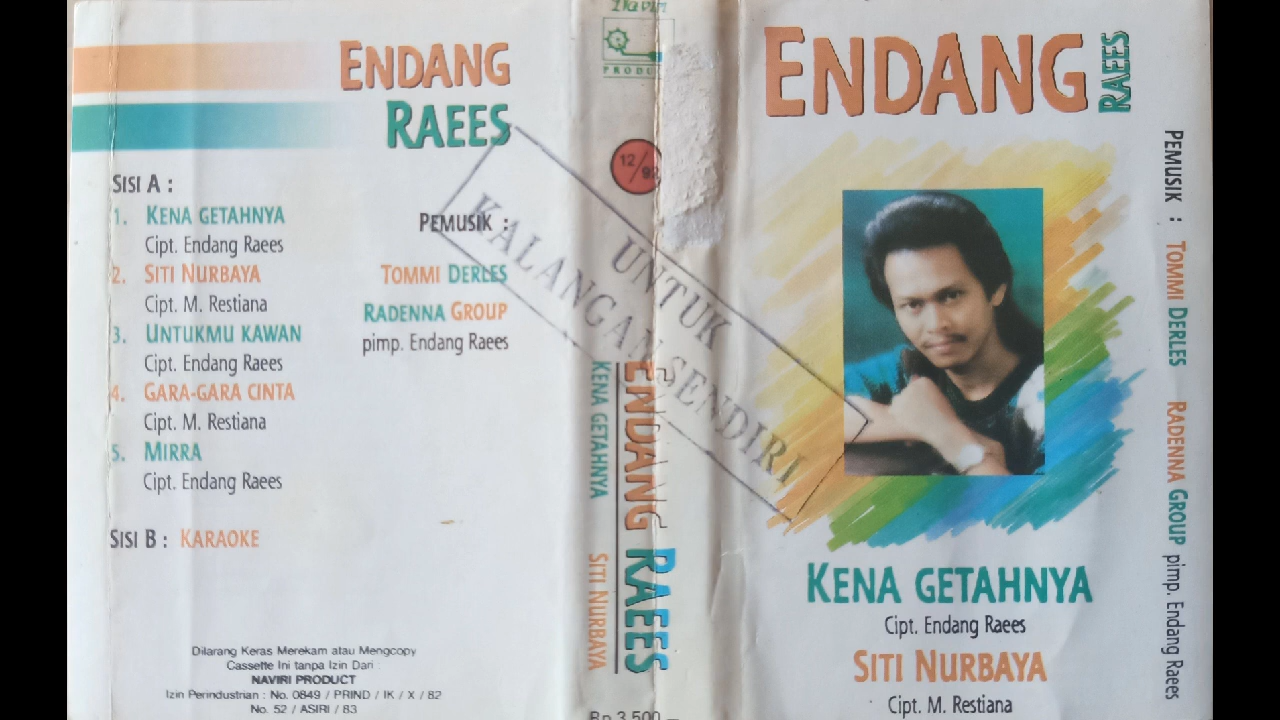 ENDANG
RAEES
SISI A :
1. KENA GETAHNYA
Cipt. Endang Raees
2. SITI NURBAYA
Cipt. M. Restiana
3. UNTUKMU KAWAN
Cipt. Endang Raees
4. GARA-GARA CINTA
Cipt. M. Restiana
5. MIRRA
Cipt. Endang Raees
SISI B : KARAOKE
PEMUSIK :
TOMMI DERLES
RADENNA GROUP
pimp. Endang Raees
Dilarang Keras Merekam atau Mengcopy
Cassette Ini tanpa Izin Dari :
NAVIRI PRODUCT
Izin Perindustrian : No. 0849 / PRIND / IK / X / 82
No. 52 / ASIRI / 83
UNTUK
KALANGAN SENDIRI
ENDANG RAEES
KENA GETAHNYA
SITI NURBAYA
Rp 3.500,–
ENDANG
RAEES
PEMUSIK : TOMMI DERLES RADENNA GROUP pimp. Endang Raees
KENA GETAHNYA
Cipt. Endang Raees
SITI NURBAYA
Cipt. M. Restiana